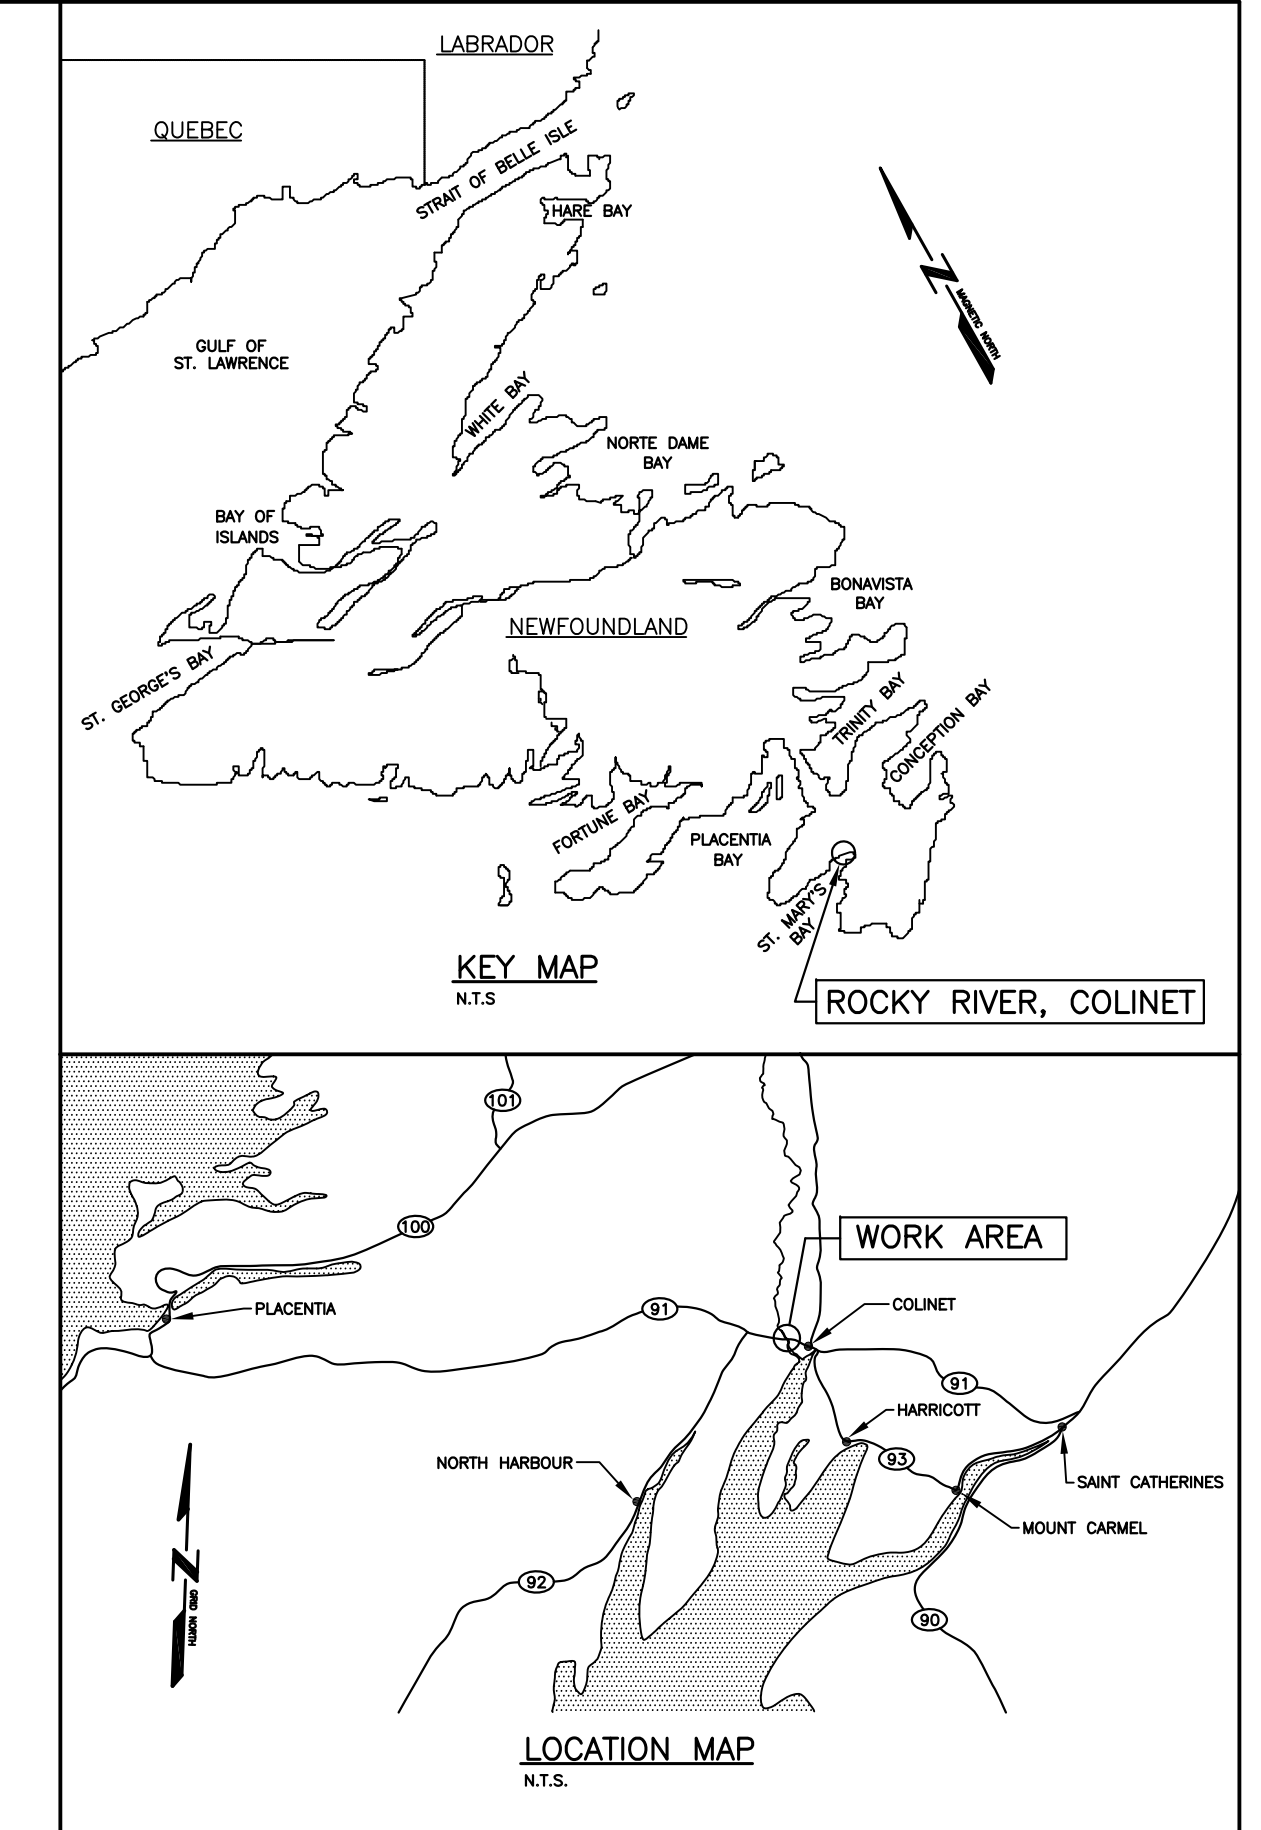 LABRADOR
QUEBEC
STRAIT OF BELLE ISLE
HARE BAY
MAGNETIC NORTH
N
GULF OF
ST. LAWRENCE
WHITE BAY
NORTE DAME
BAY
BAY OF
ISLANDS
BONAVISTA
BAY
NEWFOUNDLAND
ST. GEORGE'S BAY
TRINITY BAY
CONCEPTION BAY
FORTUNE BAY
PLACENTIA
BAY
ST. MARY'S
BAY
KEY MAP
N.T.S
ROCKY RIVER, COLINET
101
100
WORK AREA
PLACENTIA
91
COLINET
91
HARRICOTT
NORTH HARBOUR
93
SAINT CATHERINES
MOUNT CARMEL
N
GRID NORTH
92
90
LOCATION MAP
N.T.S.